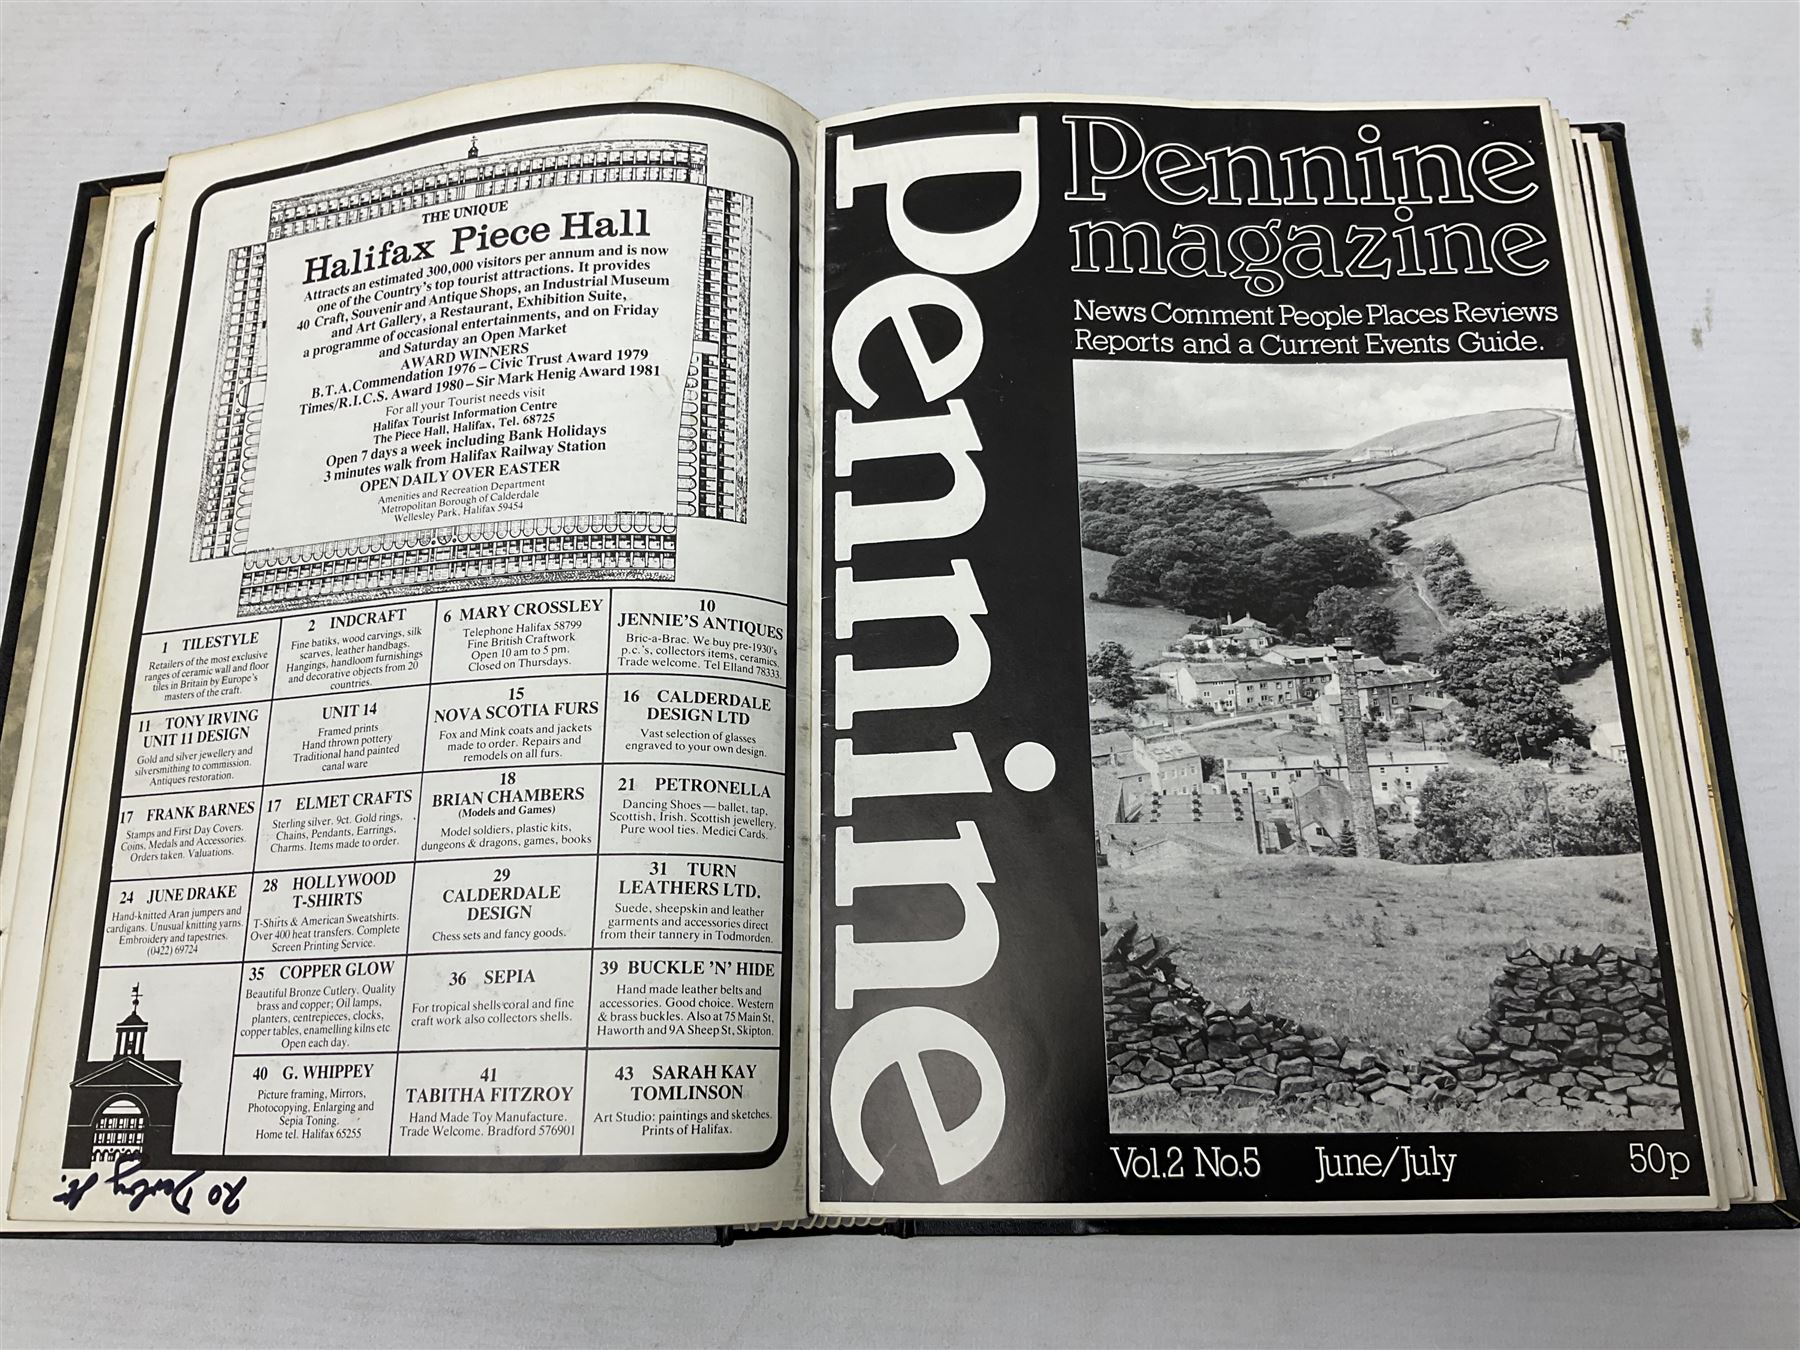 THE UNIQUE
Halifax Piece Hall
Attracts an estimated 300,000 visitors per annum and is now
one of the Country's top tourist attractions. It provides
40 Craft, Souvenir and Antique Shops, an Industrial Museum
and Art Gallery, a Restaurant, Exhibition Suite,
a programme of occasional entertainments, and on Friday
and Saturday an Open Market
AWARD WINNERS
B.T.A. Commendation 1976 – Civic Trust Award 1979
Times/R.I.C.S. Award 1980 – Sir Mark Henig Award 1981
For all your Tourist needs visit
Halifax Tourist Information Centre
The Piece Hall, Halifax, Tel. 68725
Open 7 days a week including Bank Holidays
3 minutes walk from Halifax Railway Station
OPEN DAILY OVER EASTER
Amenities and Recreation Department
Metropolitan Borough of Calderdale
Wellesley Park, Halifax 59454
1 TILESTYLE
Retailers of the most exclusive
ranges of ceramic wall and floor
tiles in Britain by Europe's
masters of the craft.
2 INDCRAFT
Fine batiks, wood carvings, silk
scarves, leather handbags.
Hangings, handloom furnishings
and decorative objects from 20
countries.
6 MARY CROSSLEY
Telephone Halifax 58799
Fine British Craftwork
Open 10 am to 5 pm.
Closed on Thursdays.
10
JENNIE'S ANTIQUES
Bric-a-Brac. We buy pre-1930's
p.c.'s, collectors items, ceramics.
Trade welcome. Tel Elland 78333.
11 TONY IRVING
UNIT 11 DESIGN
Gold and silver jewellery and
silversmithing to commission.
Antiques restoration.
UNIT 14
Framed prints
Hand thrown pottery
Traditional hand painted
canal ware
15
NOVA SCOTIA FURS
Fox and Mink coats and jackets
made to order. Repairs and
remodels on all furs.
16 CALDERDALE
DESIGN LTD
Vast selection of glasses
engraved to your own design.
17 FRANK BARNES
Stamps and First Day Covers.
Coins, Medals and Accessories.
Orders taken. Valuations.
17 ELMET CRAFTS
Sterling silver. 9ct. Gold rings,
Chains, Pendants, Earrings,
Charms. Items made to order.
18
BRIAN CHAMBERS
(Models and Games)
Model soldiers, plastic kits,
dungeons & dragons, games, books
21 PETRONELLA
Dancing Shoes — ballet, tap,
Scottish, Irish. Scottish jewellery.
Pure wool ties. Medici Cards.
24 JUNE DRAKE
Hand-knitted Aran jumpers and
cardigans. Unusual knitting yarns.
Embroidery and tapestries.
(0422) 69724
28 HOLLYWOOD
T-SHIRTS
T-Shirts & American Sweatshirts.
Over 400 heat transfers. Complete
Screen Printing Service.
29
CALDERDALE
DESIGN
Chess sets and fancy goods.
31 TURN
LEATHERS LTD.
Suede, sheepskin and leather
garments and accessories direct
from their tannery in Todmorden.
35 COPPER GLOW
Beautiful Bronze Cutlery. Quality
brass and copper; Oil lamps,
planters, centrepieces, clocks,
copper tables, enamelling kilns etc
Open each day.
36 SEPIA
For tropical shells coral and fine
craft work also collectors shells.
39 BUCKLE 'N' HIDE
Hand made leather belts and
accessories. Good choice. Western
& brass buckles. Also at 75 Main St,
Haworth and 9A Sheep St, Skipton.
40 G. WHIPPEY
Picture framing, Mirrors,
Photocopying, Enlarging and
Sepia Toning.
Home tel. Halifax 65255
41
TABITHA FITZROY
Hand Made Toy Manufacture.
Trade Welcome. Bradford 576901
43 SARAH KAY
TOMLINSON
Art Studio: paintings and sketches.
Prints of Halifax.
20 Derby St.
Pennine
Pennine
magazine
News Comment People Places Reviews
Reports and a Current Events Guide.
Vol.2 No.5 June/July 50p